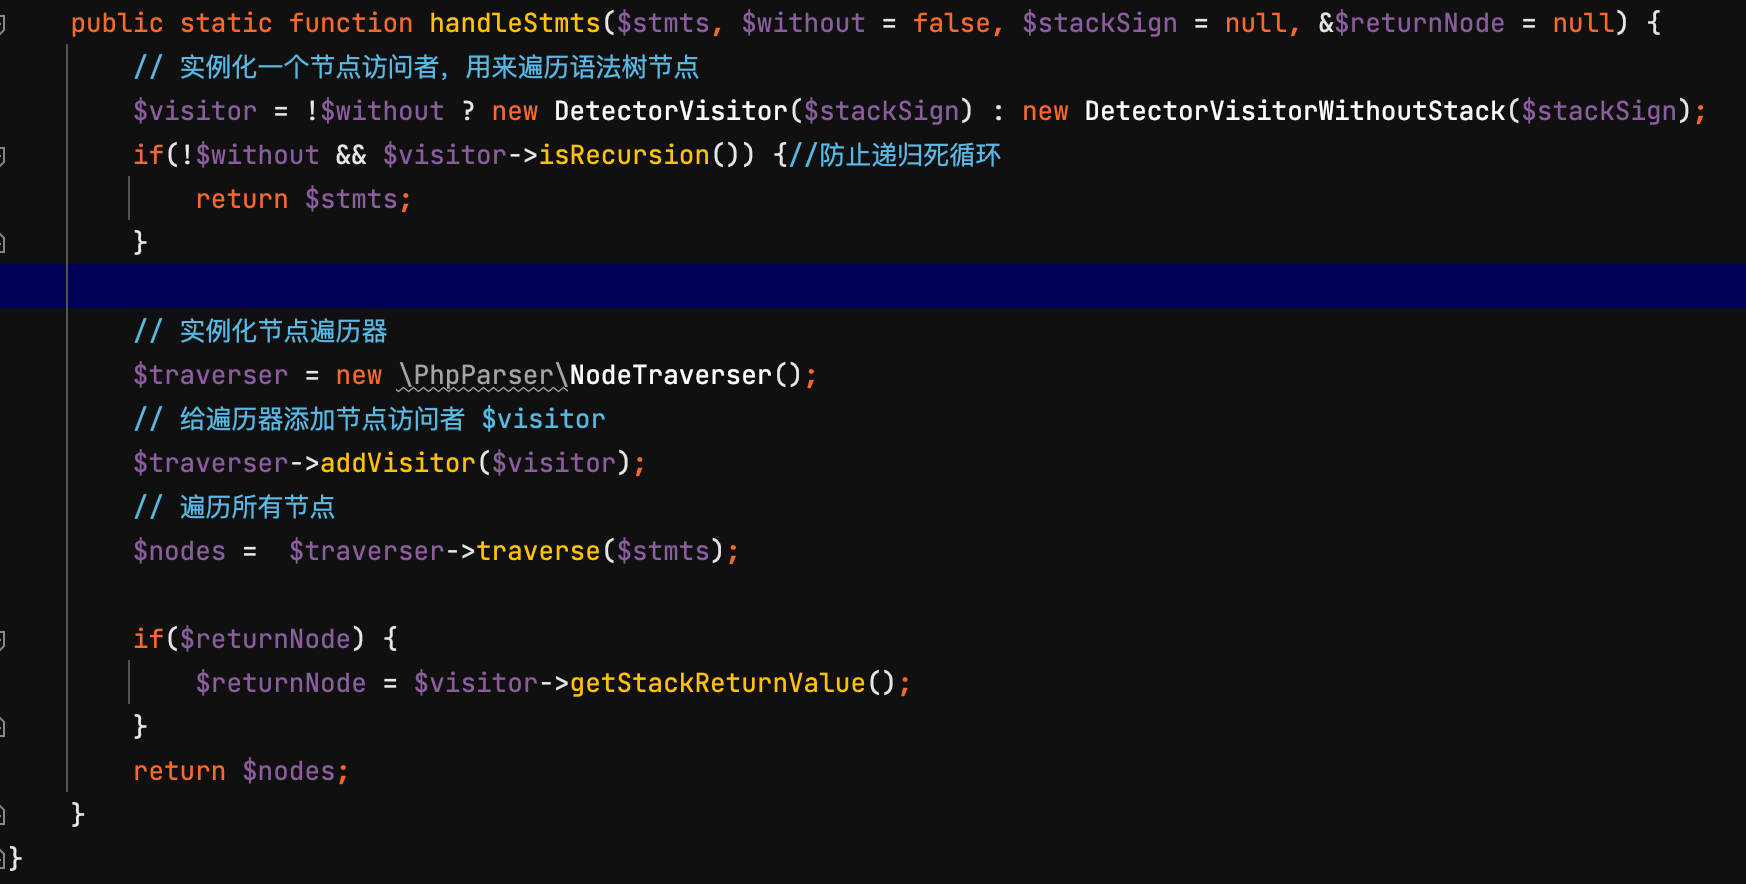 public static function handleStmts($stmts, $without = false, $stackSign = null, &$returnNode = null) {
// 实例化一个节点访问者，用来遍历语法树节点
$visitor = !$without ? new DetectorVisitor($stackSign) : new DetectorVisitorWithoutStack($stackSign);
if(!$without && $visitor->isRecursion()) {//防止递归死循环
return $stmts;
}
// 实例化节点遍历器
$traverser = new \PhpParser\NodeTraverser();
// 给遍历器添加节点访问者 $visitor
$traverser->addVisitor($visitor);
// 遍历所有节点
$nodes =  $traverser->traverse($stmts);
if($returnNode) {
$returnNode = $visitor->getStackReturnValue();
}
return $nodes;
}
}